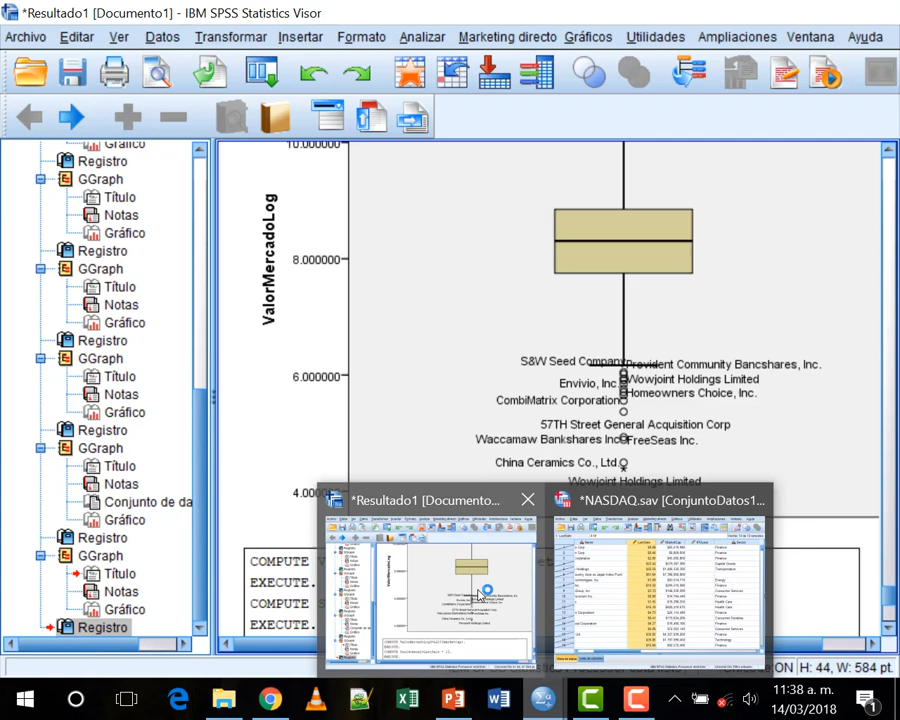 *Resultado1 [Documento1] - IBM SPSS Statistics Visor
Archivo Editar Ver Datos Transformar Insertar Formato Analizar Marketing directo Gráficos Utilidades Ampliaciones Ventana Ayuda
Gráfico
Registro
GGraph
Título
Notas
Gráfico
Registro
GGraph
Título
Notas
Gráfico
Registro
GGraph
Título
Notas
Gráfico
Registro
GGraph
Título
Notas
Conjunto de da
Gráfico
Registro
GGraph
Título
Notas
Gráfico
Registro
ValorMercadoLog
10.000000
8.000000
6.000000
4.00000
S&W Seed Company
Provident Community Bancshares, Inc.
Envivio, Inc.
Wowjoint Holdings Limited
CombiMatrix Corporation
Homeowners Choice, Inc.
57TH Street General Acquisition Corp
Waccamaw Bankshares Inc
FreeSeas Inc.
China Ceramics Co., Ltd.
Wowjoint Holdings Limited
COMPUTE
EXECUTE.
COMPUTE
EXECUTE.
*Resultado1 [Documento...
*NASDAQ.sav [ConjuntoDatos1...
ON H: 44, W: 584 pt.
11:38 a. m.
14/03/2018
1